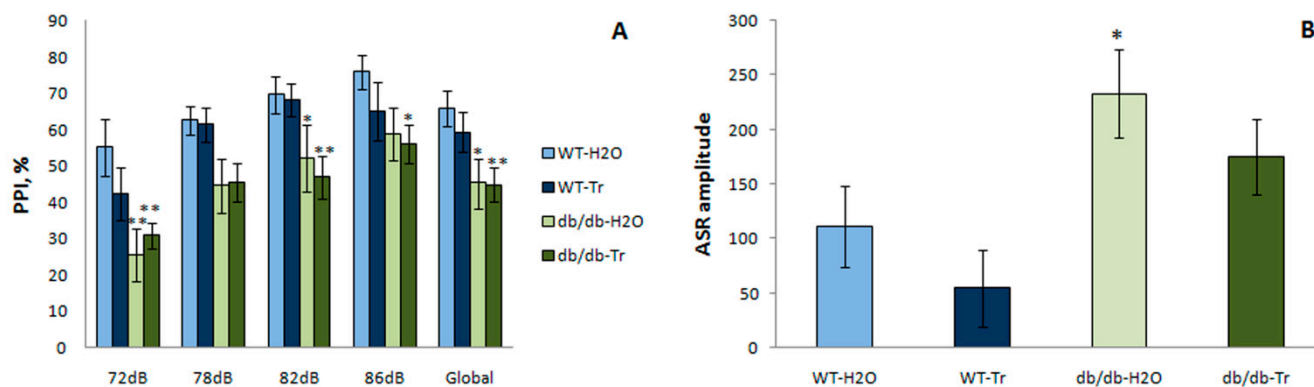 A
PPI, %
90
80
70
60
50
40
30
20
10
0
** **
* **
*
* **
72dB 78dB 82dB 86dB Global
WT-H2O
WT-Tr
db/db-H2O
db/db-Tr
B
ASR amplitude
300
250
200
150
100
50
0
*
WT-H2O WT-Tr db/db-H2O db/db-Tr